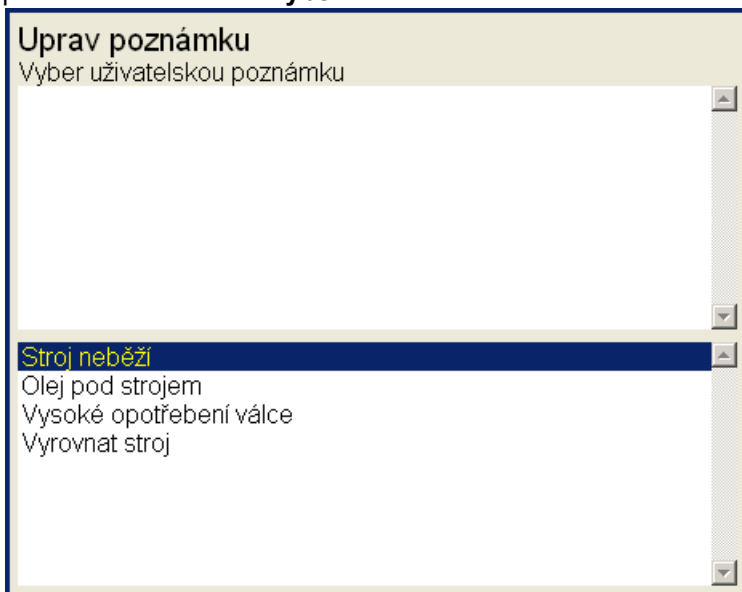 Uprav poznámku
Vyber uživatelskou poznámku
Stroj neběží
Olej pod strojem
Vysoké opotřebení válce
Vyrovnat stroj